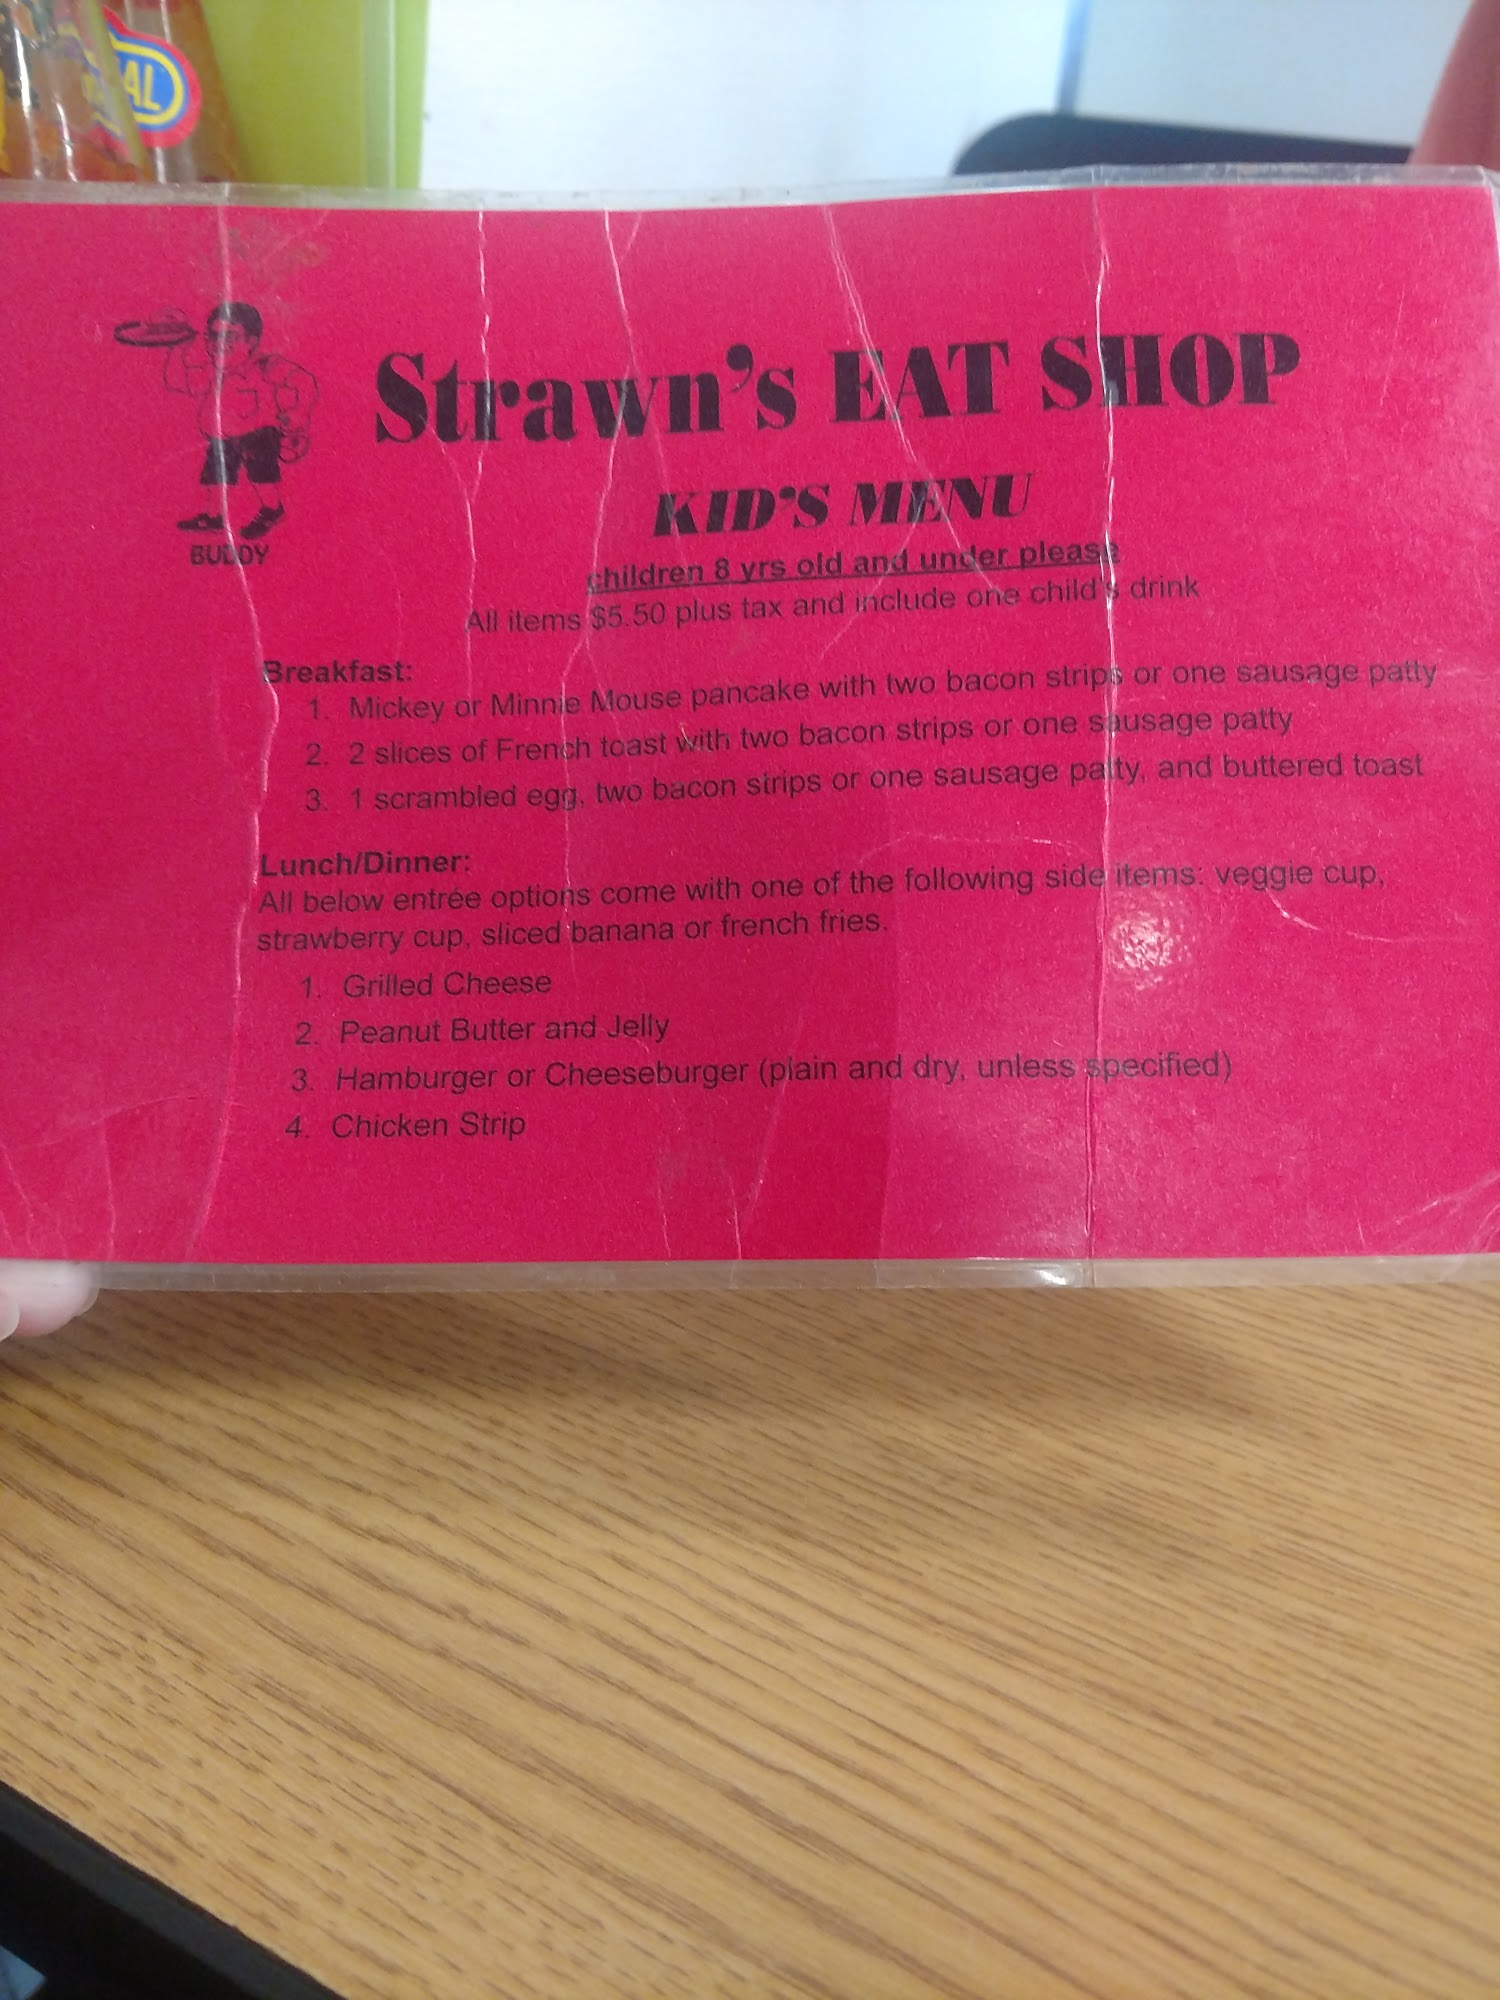 AL
Strawn's EAT SHOP
KID'S MENU
BUDDY
children 8 yrs old and under please
All items $5.50 plus tax and include one child's drink
Breakfast:
1. Mickey or Minnie Mouse pancake with two bacon strips or one sausage patty
2. 2 slices of French toast with two bacon strips or one sausage patty
3. 1 scrambled egg, two bacon strips or one sausage patty, and buttered toast
Lunch/Dinner:
All below entrée options come with one of the following side items: veggie cup,
strawberry cup, sliced banana or french fries.
1. Grilled Cheese
2. Peanut Butter and Jelly
3. Hamburger or Cheeseburger (plain and dry, unless specified)
4. Chicken Strip